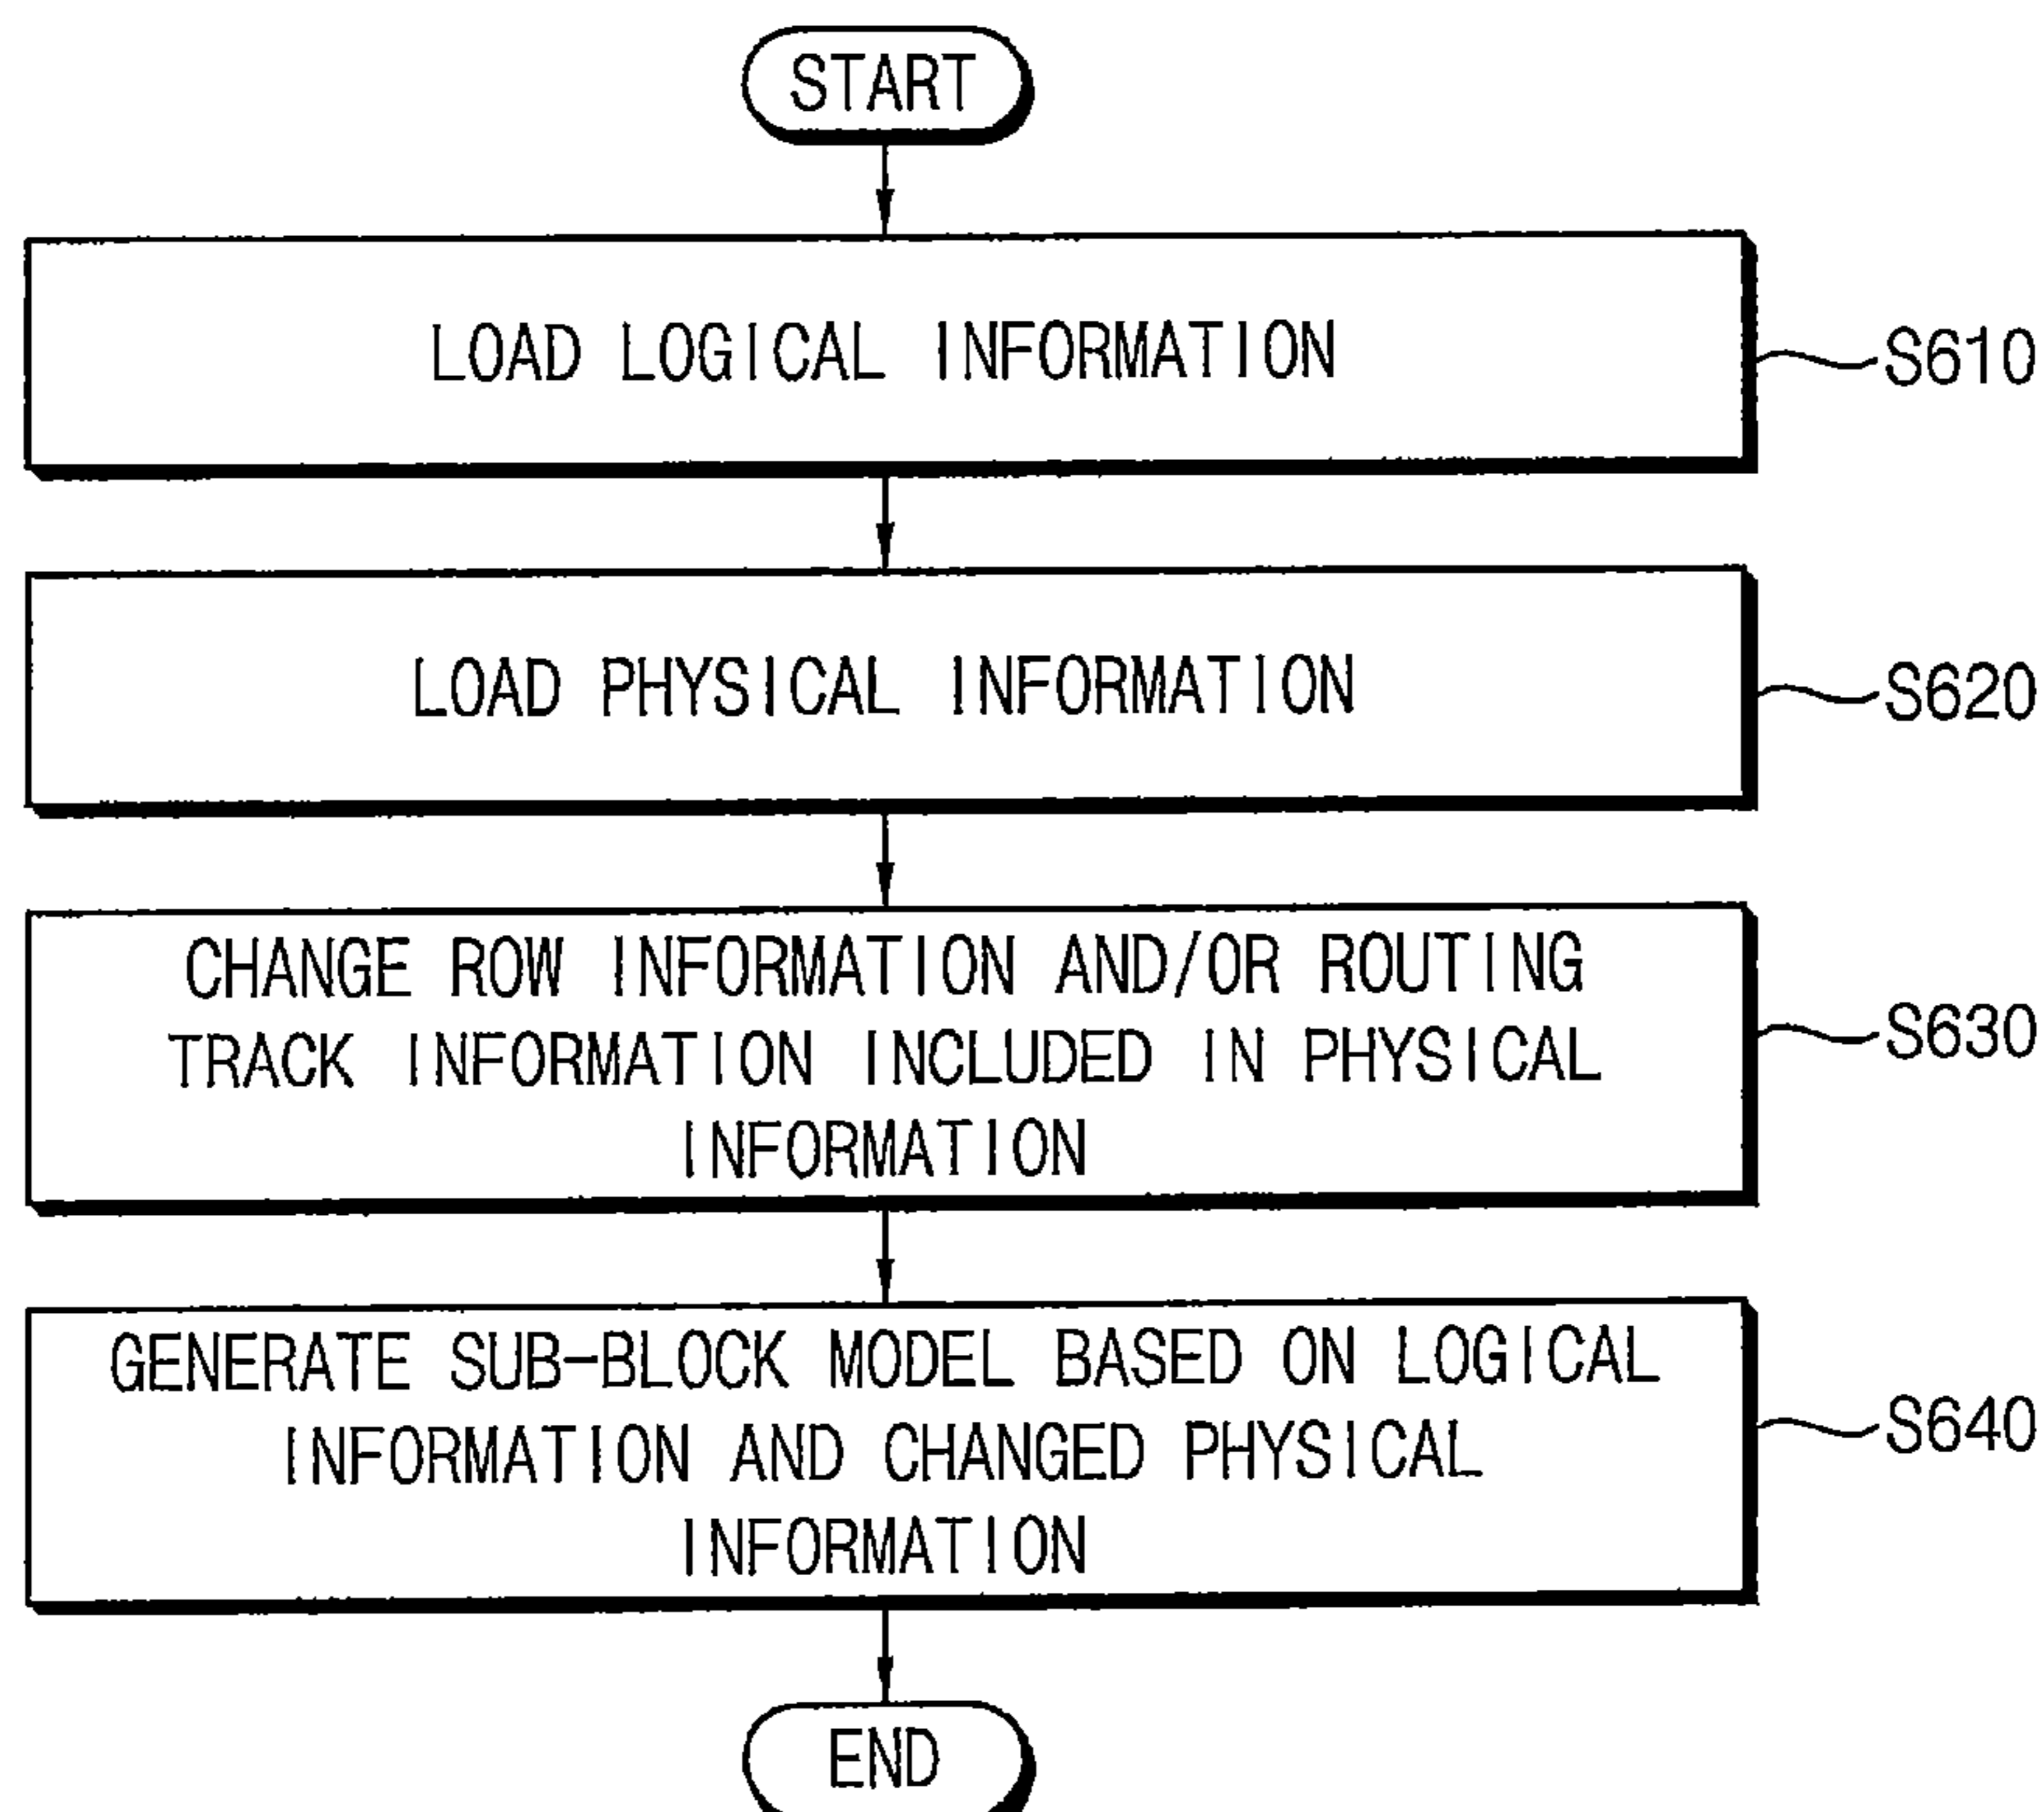 START
LOAD LOGICAL INFORMATION
S610
LOAD PHYSICAL INFORMATION
S620
CHANGE ROW INFORMATION AND/OR ROUTING
TRACK INFORMATION INCLUDED IN PHYSICAL
INFORMATION
S630
GENERATE SUB-BLOCK MODEL BASED ON LOGICAL
INFORMATION AND CHANGED PHYSICAL
INFORMATION
S640
END